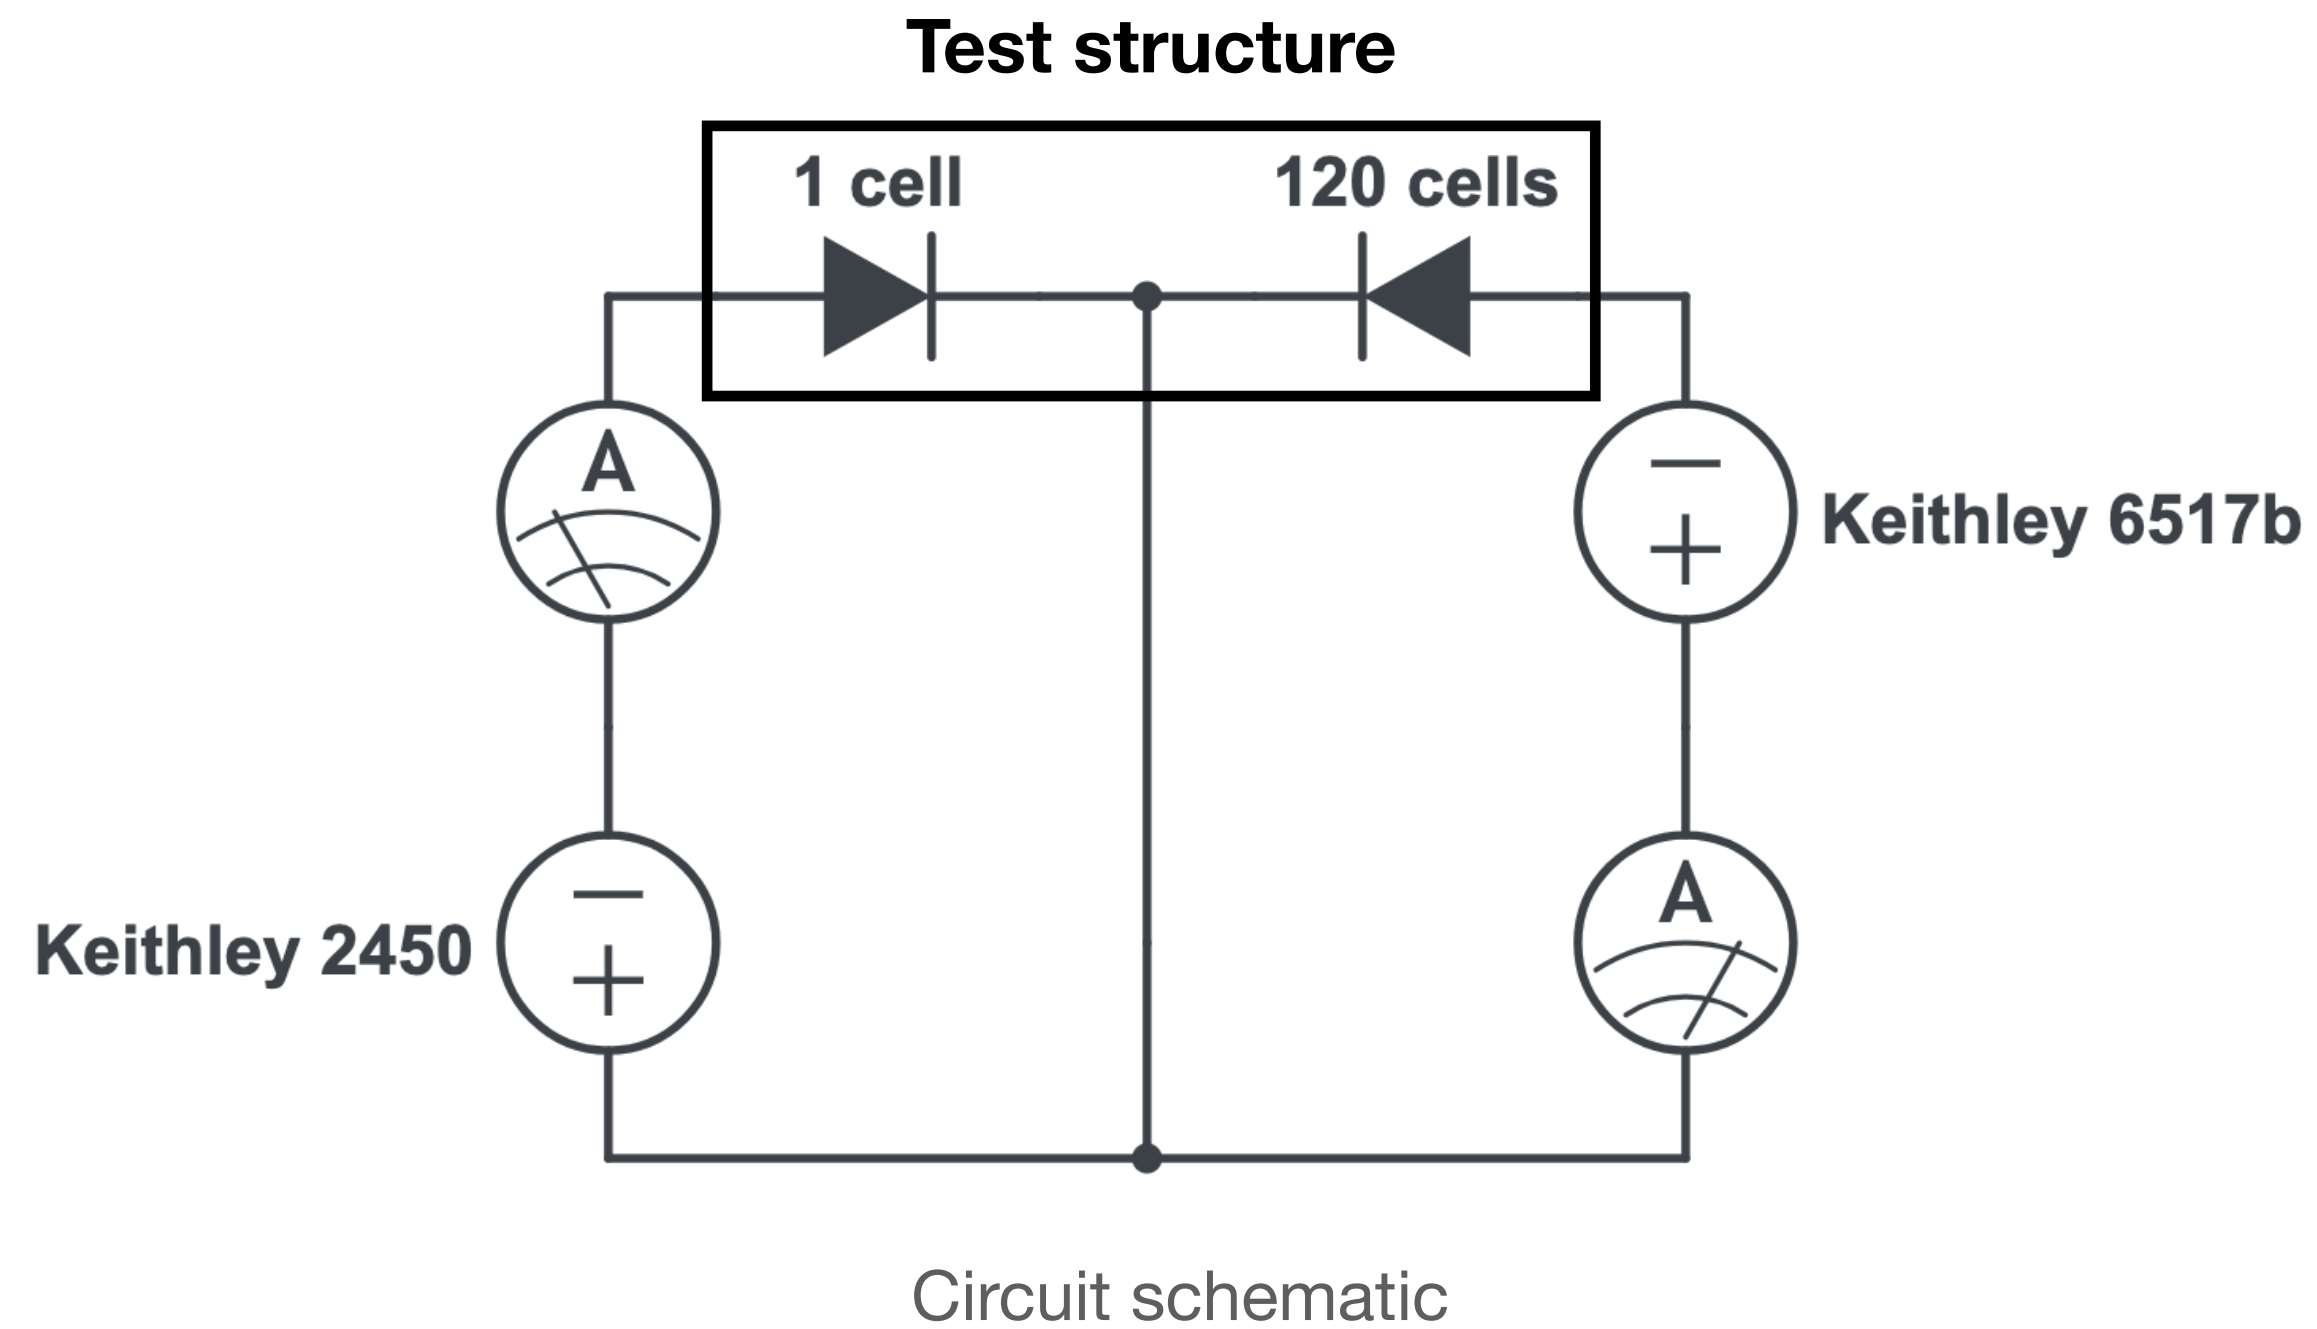 Test structure
1 cell
120 cells
A
Keithley 6517b
Keithley 2450
A
Circuit schematic